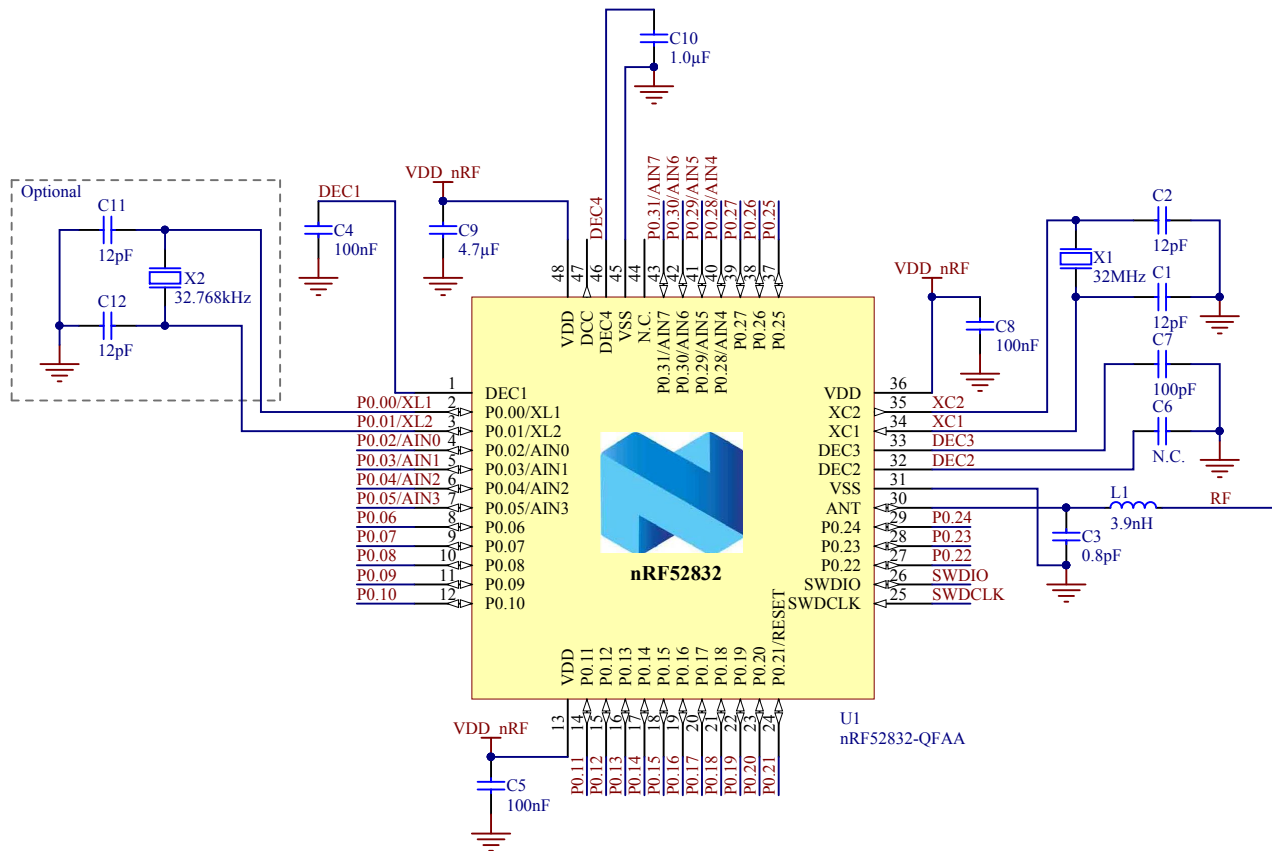 C10
1.0µF
Optional
C11
12pF
X2
32.768kHz
C12
12pF
DEC1
C4
100nF
VDD_nRF
C9
4.7µF
DEC4
P0.31/AIN7
P0.30/AIN6
P0.29/AIN5
P0.28/AIN4
P0.27
P0.26
P0.25
48
47
46
45
44
43
42
41
40
39
38
37
VDD
DCC
DEC4
VSS
N.C.
P0.31/AIN7
P0.30/AIN6
P0.29/AIN5
P0.28/AIN4
P0.27
P0.26
P0.25
VDD_nRF
C8
100nF
C2
12pF
X1
32MHz
C1
12pF
C7
100pF
C6
N.C.
1 DEC1
P0.00/XL1 2 P0.00/XL1
P0.01/XL2 3 P0.01/XL2
P0.02/AIN0 4 P0.02/AIN0
P0.03/AIN1 5 P0.03/AIN1
P0.04/AIN2 6 P0.04/AIN2
P0.05/AIN3 7 P0.05/AIN3
P0.06 8 P0.06
P0.07 9 P0.07
P0.08 10 P0.08
P0.09 11 P0.09
P0.10 12 P0.10
nRF52832
VDD 36
XC2 35 XC2
XC1 34 XC1
DEC3 33 DEC3
DEC2 32 DEC2
VSS 31
ANT 30
P0.24 29 P0.24
P0.23 28 P0.23
P0.22 27 P0.22
SWDIO 26 SWDIO
SWDCLK 25 SWDCLK
L1
3.9nH
RF
C3
0.8pF
VDD
P0.11
P0.12
P0.13
P0.14
P0.15
P0.16
P0.17
P0.18
P0.19
P0.20
P0.21/RESET
13
14
15
16
17
18
19
20
21
22
23
24
P0.11
P0.12
P0.13
P0.14
P0.15
P0.16
P0.17
P0.18
P0.19
P0.20
P0.21
U1
nRF52832-QFAA
VDD_nRF
C5
100nF